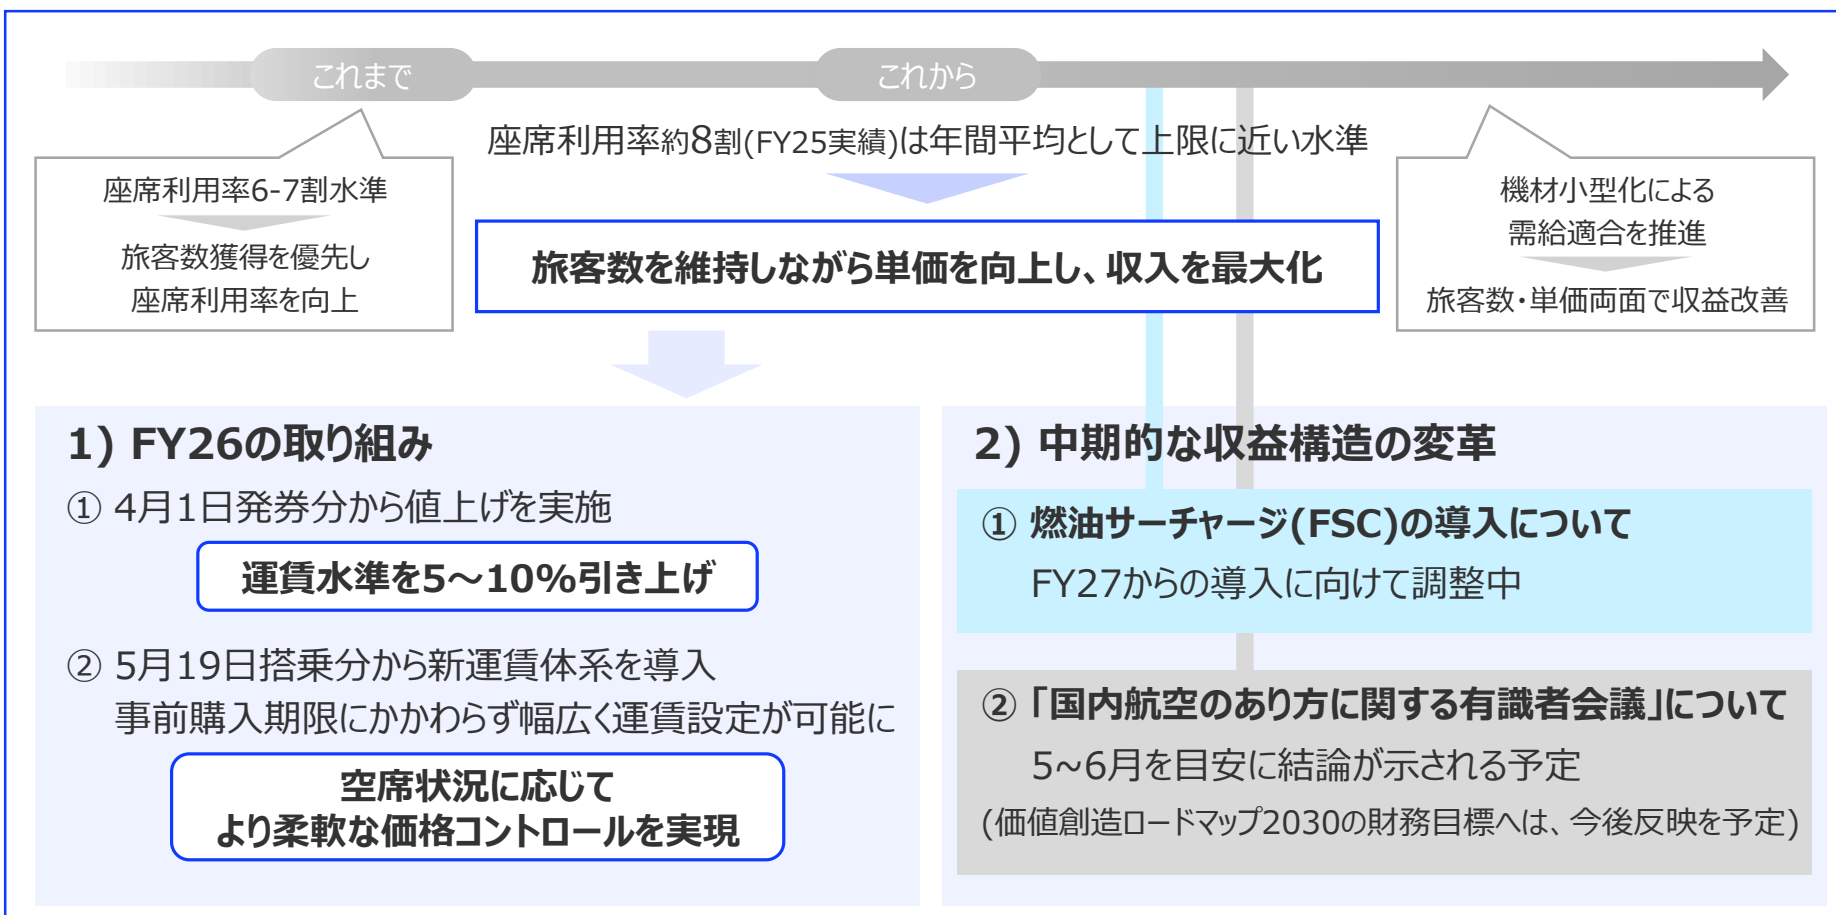 これまで
これから
座席利用率約8割(FY25実績)は年間平均として上限に近い水準
座席利用率6-7割水準
旅客数獲得を優先し
座席利用率を向上
旅客数を維持しながら単価を向上し、収入を最大化
機材小型化による
需給適合を推進
旅客数・単価両面で収益改善
1) FY26の取り組み
① 4月1日発券分から値上げを実施
運賃水準を5～10%引き上げ
② 5月19日搭乗分から新運賃体系を導入
事前購入期限にかかわらず幅広く運賃設定が可能に
空席状況に応じて
より柔軟な価格コントロールを実現
2) 中期的な収益構造の変革
① 燃油サーチャージ(FSC)の導入について
FY27からの導入に向けて調整中
② 「国内航空のあり方に関する有識者会議」について
5~6月を目安に結論が示される予定
(価値創造ロードマップ2030の財務目標へは、今後反映を予定)